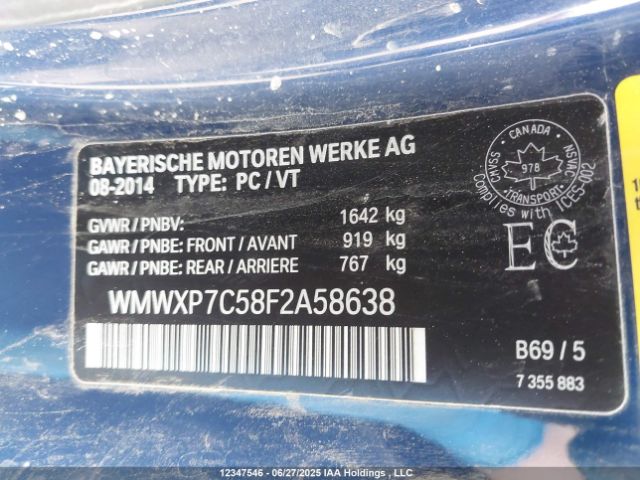 BAYERISCHE MOTOREN WERKE AG
08-2014 TYPE: PC / VT
GVWR / PNBV: 1642 kg
GAWR / PNBE: FRONT / AVANT 919 kg
GAWR / PNBE: REAR / ARRIERE 767 kg
WMWXP7C58F2A58638
CANADA
CMVSS
978
NSVAC
TRANSPORT
Complies with ICES-002
EC
B69 / 5
7 355 883
12347546 - 06/27/2025 IAA Holdings , LLC